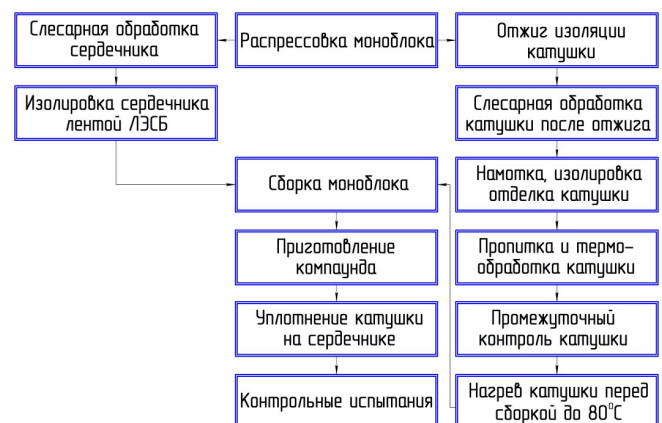 Слесарная обработка
сердечника
Распрессовка моноблока
Отжиг изоляции
катушки
Изолировка сердечника
лентой ЛЭСБ
Слесарная обработка
катушки после отжига
Сборка моноблока
Намотка, изолировка
отделка катушки
Приготовление
компаунда
Пропитка и термо-
обработка катушки
Уплотнение катушки
на сердечнике
Промежуточный
контроль катушки
Контрольные испытания
Нагрев катушки перед
сборкой до 80°С